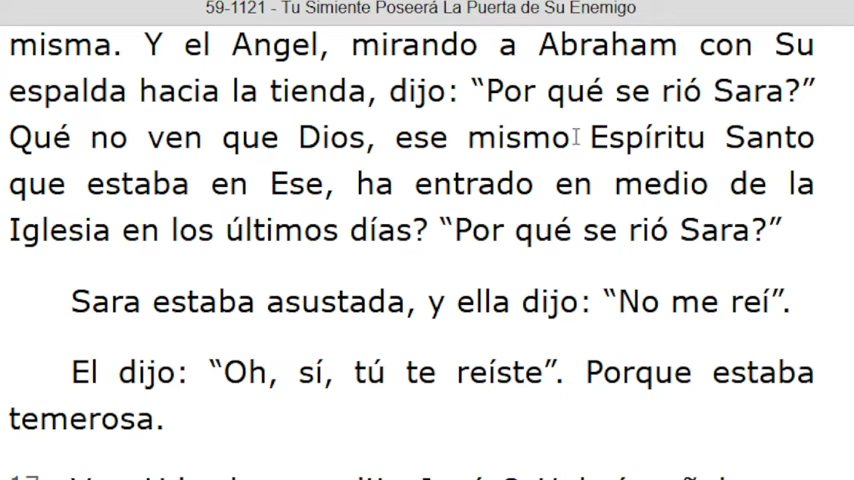 59-1121 - Tu Simiente Poseerá La Puerta de Su Enemigo
misma. Y el Angel, mirando a Abraham con Su
espalda hacia la tienda, dijo: “Por qué se rió Sara?”
Qué no ven que Dios, ese mismo Espíritu Santo
que estaba en Ese, ha entrado en medio de la
Iglesia en los últimos días? “Por qué se rió Sara?”
Sara estaba asustada, y ella dijo: “No me reí”.
El dijo: “Oh, sí, tú te reíste”. Porque estaba
temerosa.